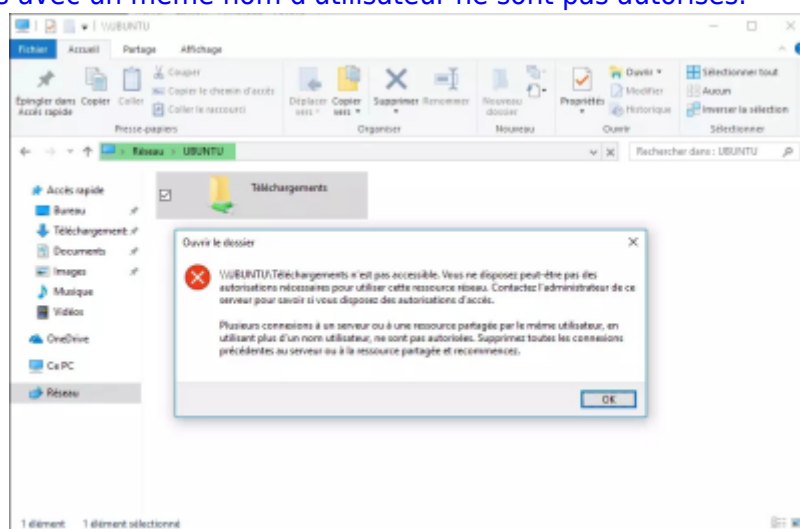 s avec un même nom d'utilisateur ne sont pas autorisés.
\\UBUNTU
Fichier Accueil Partage Affichage
Épingler dans Accès rapide
Copier
Coller
Couper
Copier le chemin d'accès
Coller le raccourci
Déplacer vers
Copier vers
Supprimer
Renommer
Nouveau dossier
Propriétés
Ouvrir
Modifier
Historique
Sélectionner tout
Aucun
Inverser la sélection
Presse-papiers Organiser Nouveau Ouvrir Sélectionner
Réseau UBUNTU
Rechercher dans : UBUNTU
Accès rapide
Bureau
Téléchargement
Documents
Images
Musique
Vidéos
OneDrive
Ce PC
Réseau
Téléchargements
Ouvrir le dossier
\\UBUNTU\Téléchargements n'est pas accessible. Vous ne disposez peut-être pas des
autorisations nécessaires pour utiliser cette ressource réseau. Contactez l'administrateur de ce
serveur pour savoir si vous disposez des autorisations d'accès.
Plusieurs connexions à un serveur ou à une ressource partagée par le même utilisateur, en
utilisant plus d'un nom utilisateur, ne sont pas autorisées. Supprimez toutes les connexions
précédentes au serveur ou à la ressource partagée et recommencez.
OK
1 élément 1 élément sélectionné